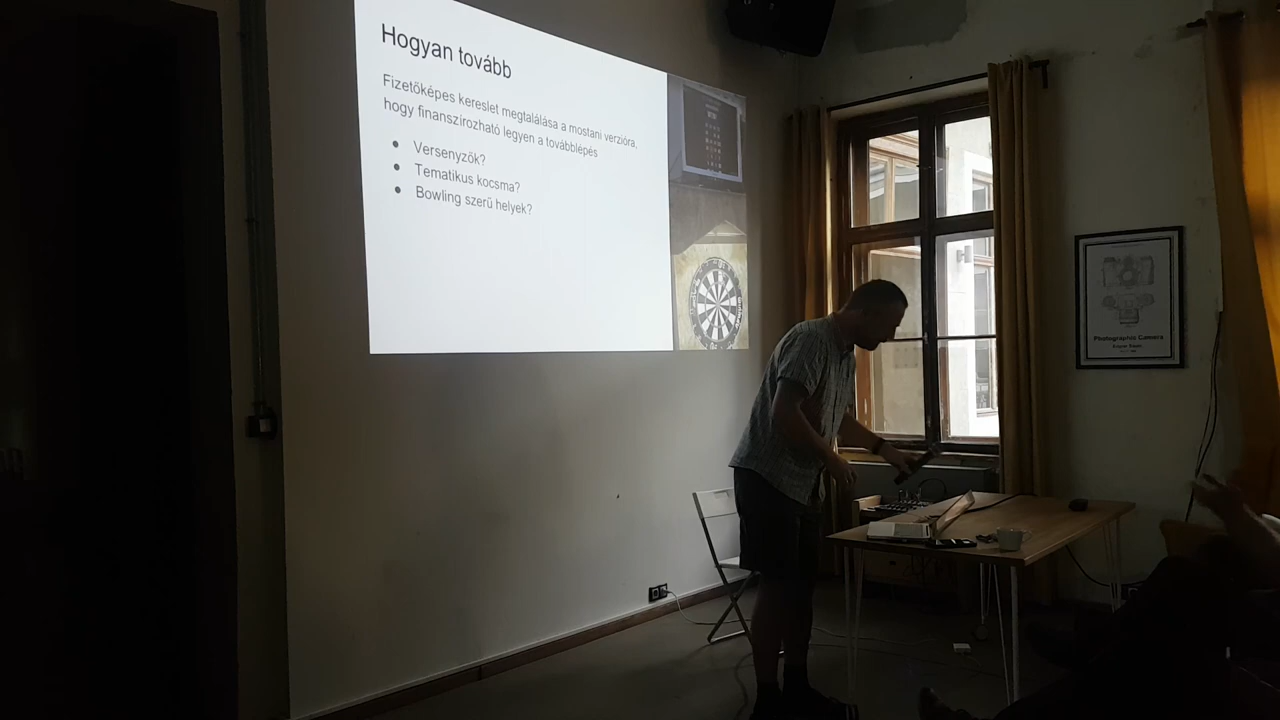 Hogyan tovább
Fizetőképes kereslet megtalálása a mostani verzióra,
hogy finanszírozható legyen a továbblépés
• Versenyzők?
• Tematikus kocsma?
• Bowling szerű helyek?
Photographic Camera